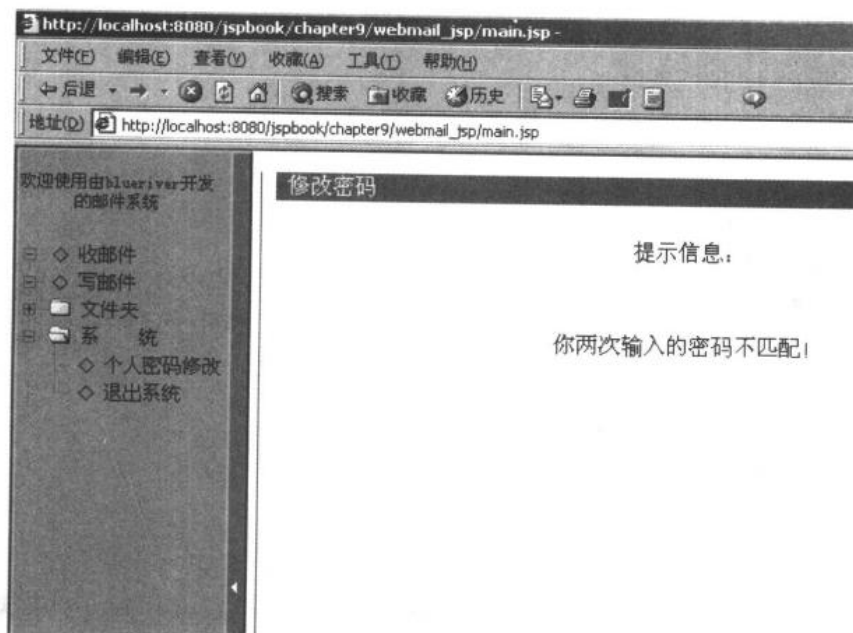 http://localhost:8080/jspbook/chapter9/webmail_jsp/main.jsp -
文件(F) 编辑(E) 查看(V) 收藏(A) 工具(T) 帮助(H)
后退 搜索 收藏 历史
地址(D) http://localhost:8080/jspbook/chapter9/webmail_jsp/main.jsp
欢迎使用由blueriver开发
的邮件系统
修改密码
提示信息：
收邮件
写邮件
文件夹
系 统
个人密码修改
退出系统
你两次输入的密码不匹配！